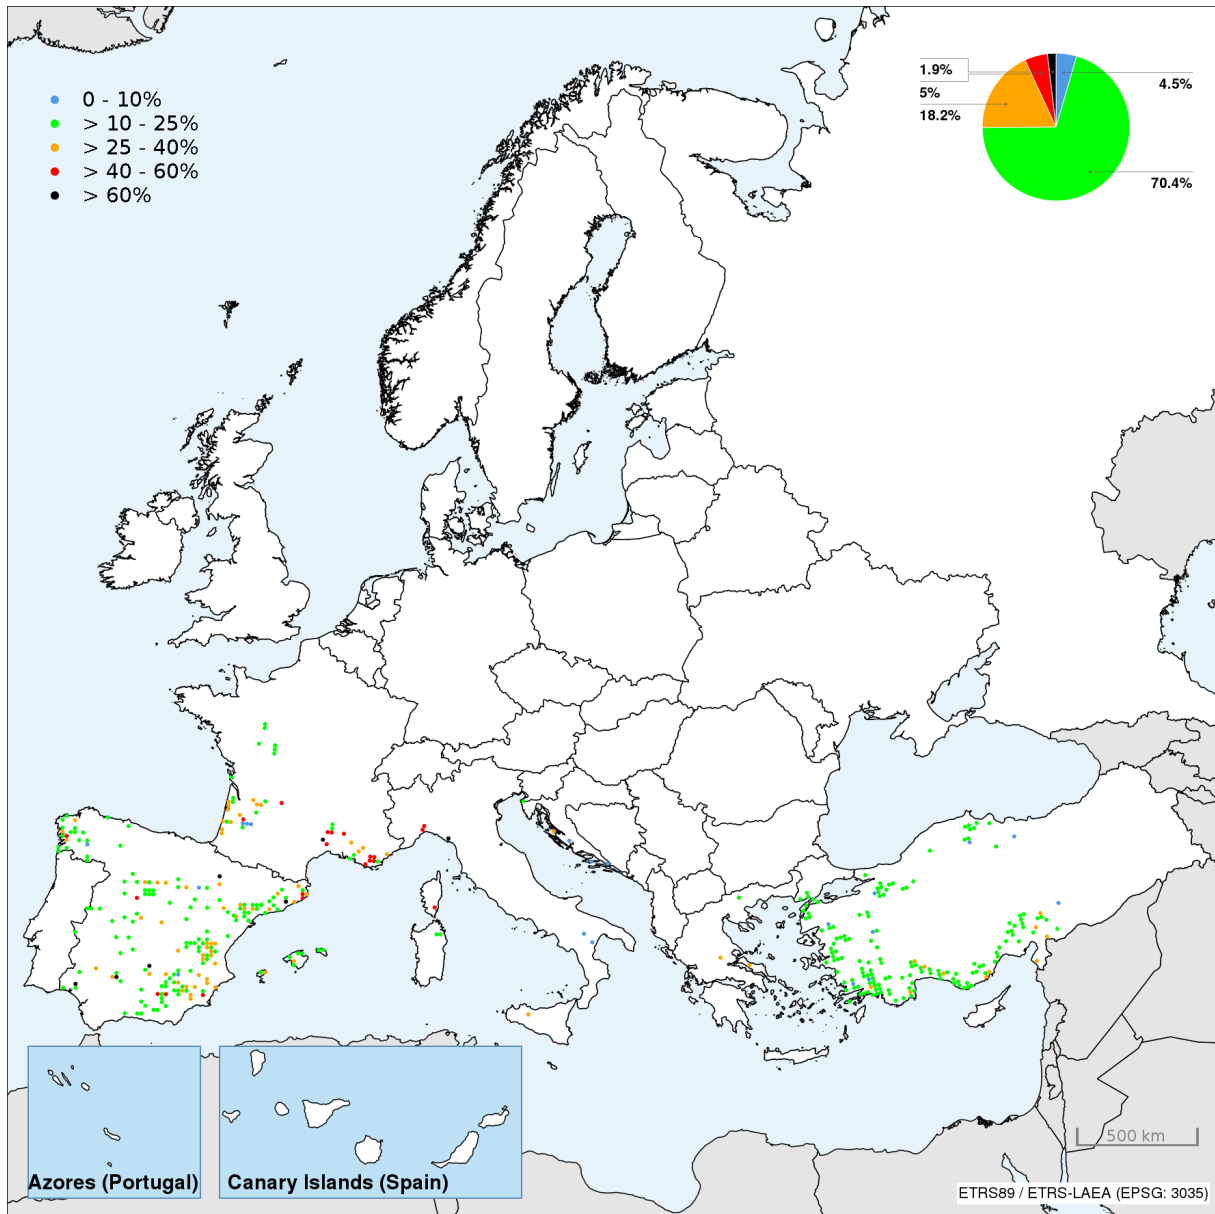 0 - 10%
> 10 - 25%
> 25 - 40%
> 40 - 60%
> 60%
1.9%
5%
18.2%
4.5%
70.4%
500 km
Azores (Portugal)
Canary Islands (Spain)
ETRS89 / ETRS-LAEA (EPSG: 3035)